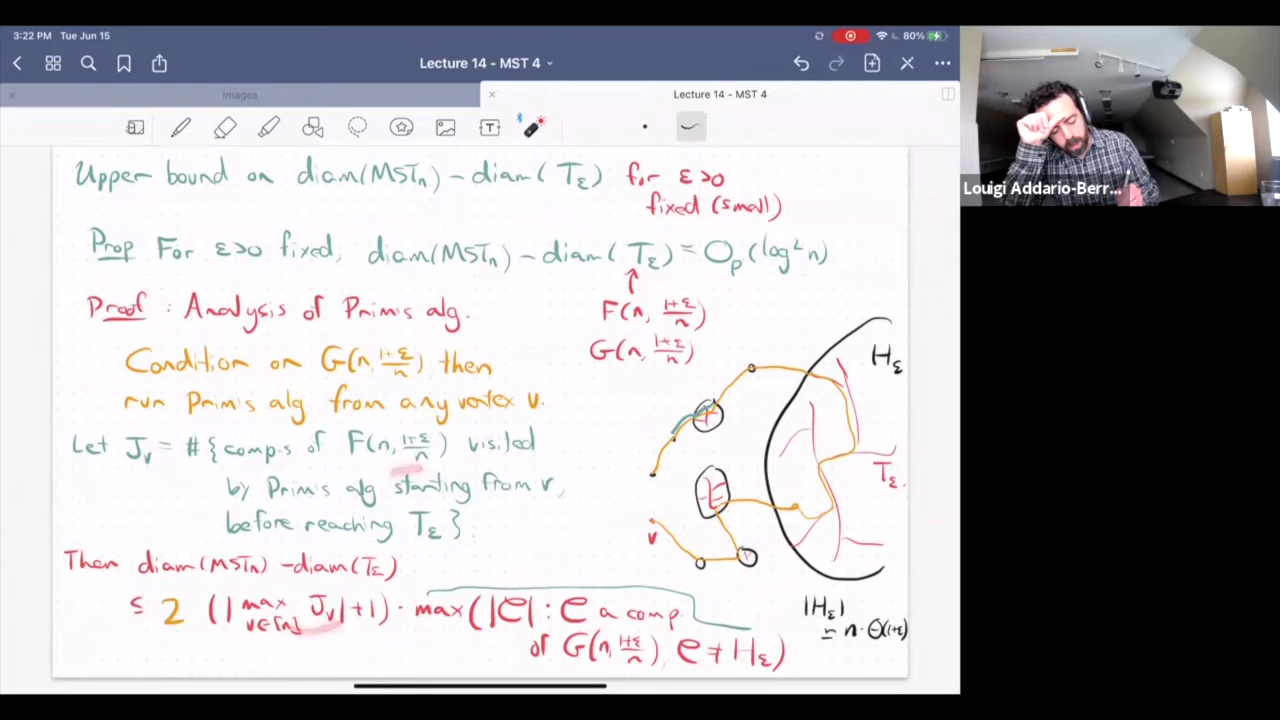 3:22 PM Tue Jun 15
80%
Lecture 14 - MST 4
Images
Lecture 14 - MST 4
Louigi Addario-Berr...
Upper bound on diam(MSTn) - diam(Tε) for ε>0
fixed (small)
Prop For ε>0 fixed, diam(MSTn) - diam(Tε) = Op(log² n)
Proof : Analysis of Prim's alg.
F(n, 1+ε/n)
G(n, 1+ε/n)
Condition on G(n, 1+ε/n), then
run Prim's alg from any vertex v.
Let Jv = #{comp.s of F(n, 1+ε/n) visited
by Prim's alg starting from v,
before reaching Tε}.
Then diam(MSTn) - diam(Tε)
≤ 2 (|max v∈[n] Jv|+1) · max(|C| : C a comp.
of G(n, 1+ε/n), C ≠ Hε)
Hε
Tε.
v
|Hε|
= n · Θ(1+ε)